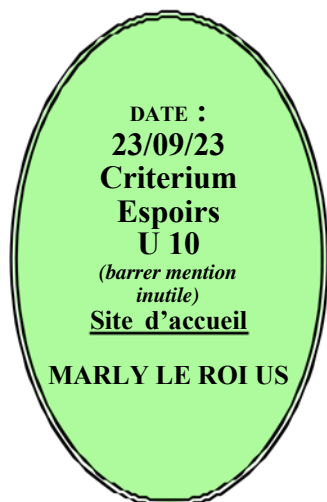 DATE :
23/09/23
Criterium
Espoirs
U 10
(barrer mention
inutile)
Site d'accueil
MARLY LE ROI US